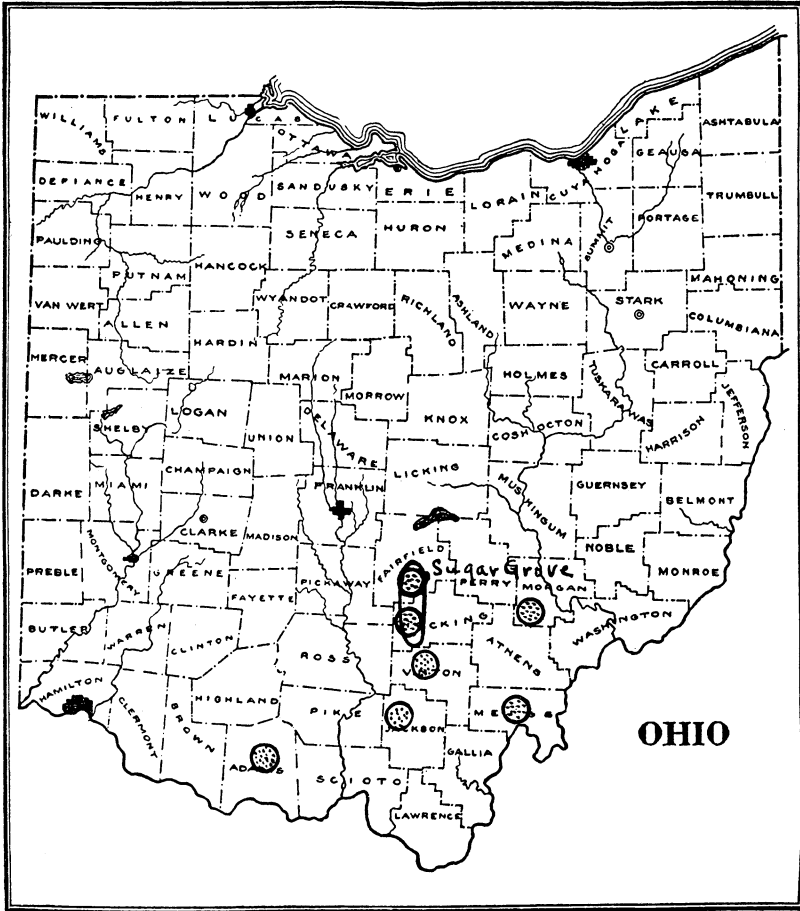 WILLIAMS
FULTON
LUCAS
OTTAWA
LAKE
ASHTABULA
CUYAHOGA
GEAUGA
DEFIANCE
HENRY
WOOD
SANDUSKY
ERIE
LORAIN
TRUMBULL
SUMMIT
PORTAGE
PAULDING
SENECA
HURON
MEDINA
PUTNAM
HANCOCK
MAHONING
VAN WERT
ALLEN
WYANDOT
CRAWFORD
RICHLAND
ASHLAND
WAYNE
STARK
COLUMBIANA
HARDIN
MERCER
AUGLAIZE
MARION
MORROW
HOLMES
TUSKARAWAS
CARROLL
JEFFERSON
LOGAN
SHELBY
UNION
DELAWARE
KNOX
COSHOCTON
HARRISON
CHAMPAIGN
LICKING
DARKE
MIAMI
FRANKLIN
MUSKINGUM
GUERNSEY
BELMONT
CLARKE
MADISON
PREBLE
MONTGOMERY
GREENE
FAYETTE
PICKAWAY
FAIRFIELD
Sugar Grove
PERRY
MORGAN
NOBLE
MONROE
BUTLER
WARREN
CLINTON
ROSS
CKING
ATHENS
WASHINGTON
HAMILTON
CLERMONT
BROWN
HIGHLAND
PIKE
VINTON
JACKSON
MEIGS
OHIO
ADAMS
SCIOTO
GALLIA
LAWRENCE